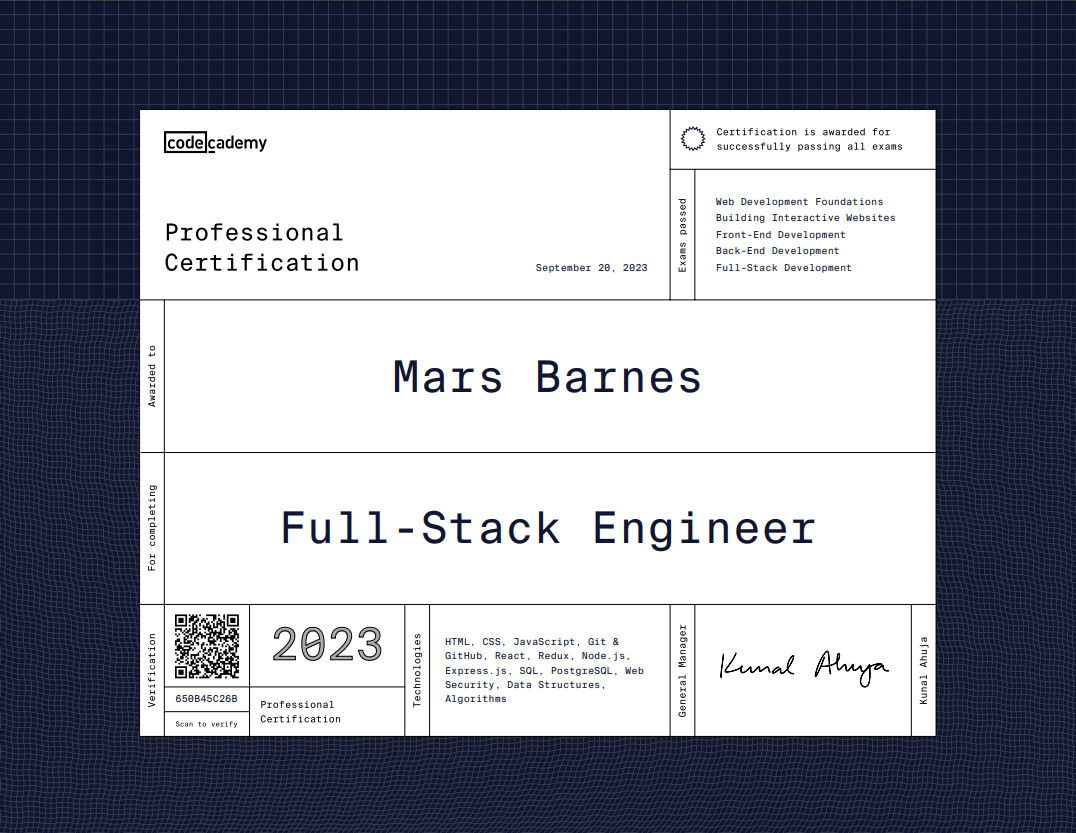 codecademy
Professional
Certification
September 20, 2023
Certification is awarded for
successfully passing all exams
Exams passed
Web Development Foundations
Building Interactive Websites
Front-End Development
Back-End Development
Full-Stack Development
Awarded to
Mars Barnes
For completing
Full-Stack Engineer
Verification
650B45C26B
Scan to verify
2023
Professional
Certification
Technologies
HTML, CSS, JavaScript, Git &
GitHub, React, Redux, Node.js,
Express.js, SQL, PostgreSQL, Web
Security, Data Structures,
Algorithms
General Manager
Kunal Ahuja
Kunal Ahuja